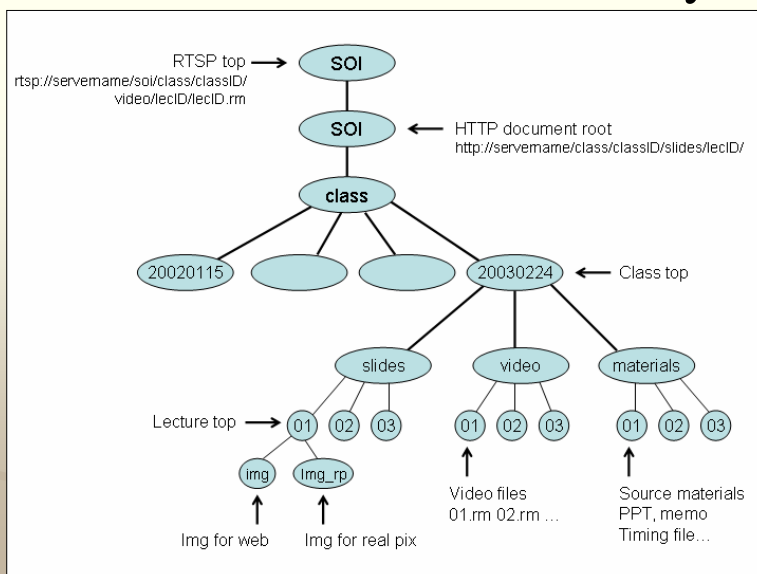 RTSP top
rtsp://servername/soi/class/classID/
video/lecID/lecID.rm
SOI
SOI
HTTP document root
http://servername/class/classID/slides/lecID/
class
20020115
20030224
Class top
slides
video
materials
Lecture top
01
02
03
01
02
03
01
02
03
img
Img_rp
Img for web
Img for real pix
Video files
01.rm 02.rm ...
Source materials
PPT, memo
Timing file...